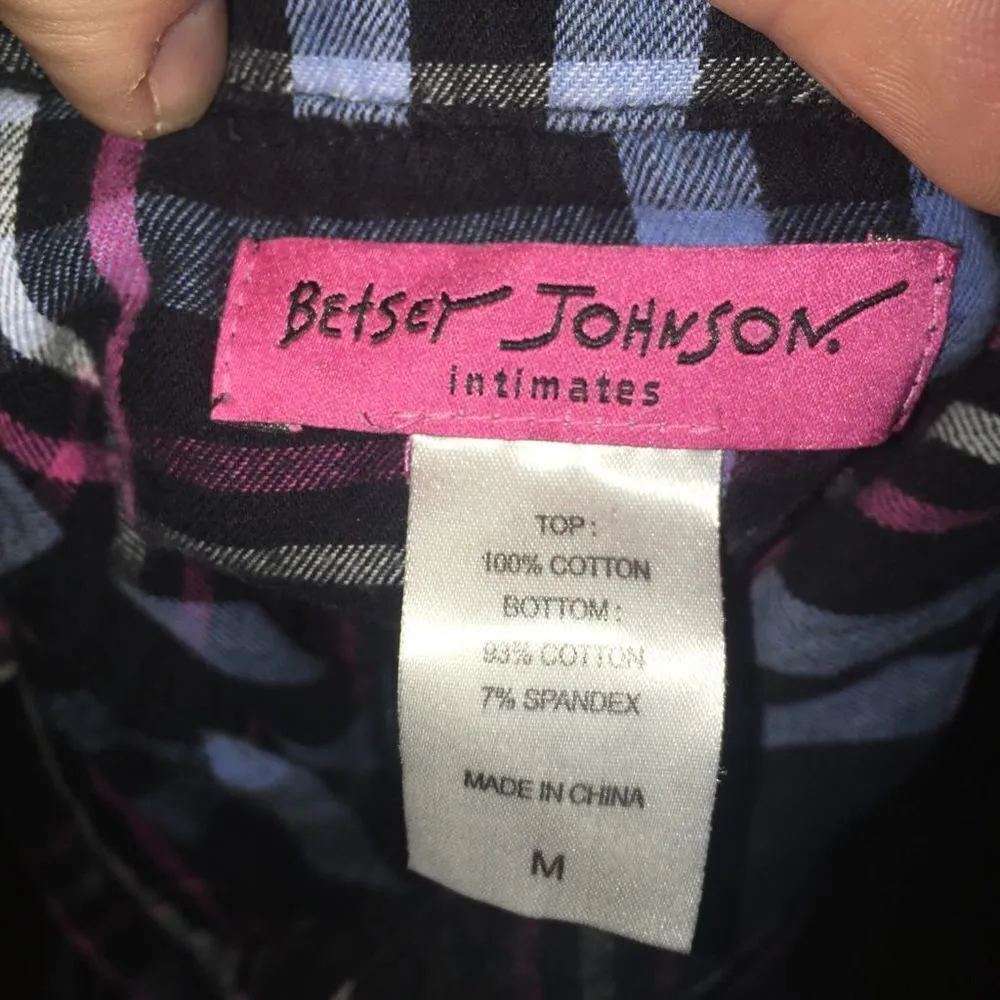 BEtSEY JOHNSON.
intimates
TOP:
100% COTTON
BOTTOM:
93% COTTON
7% SPANDEX
MADE IN CHINA
M